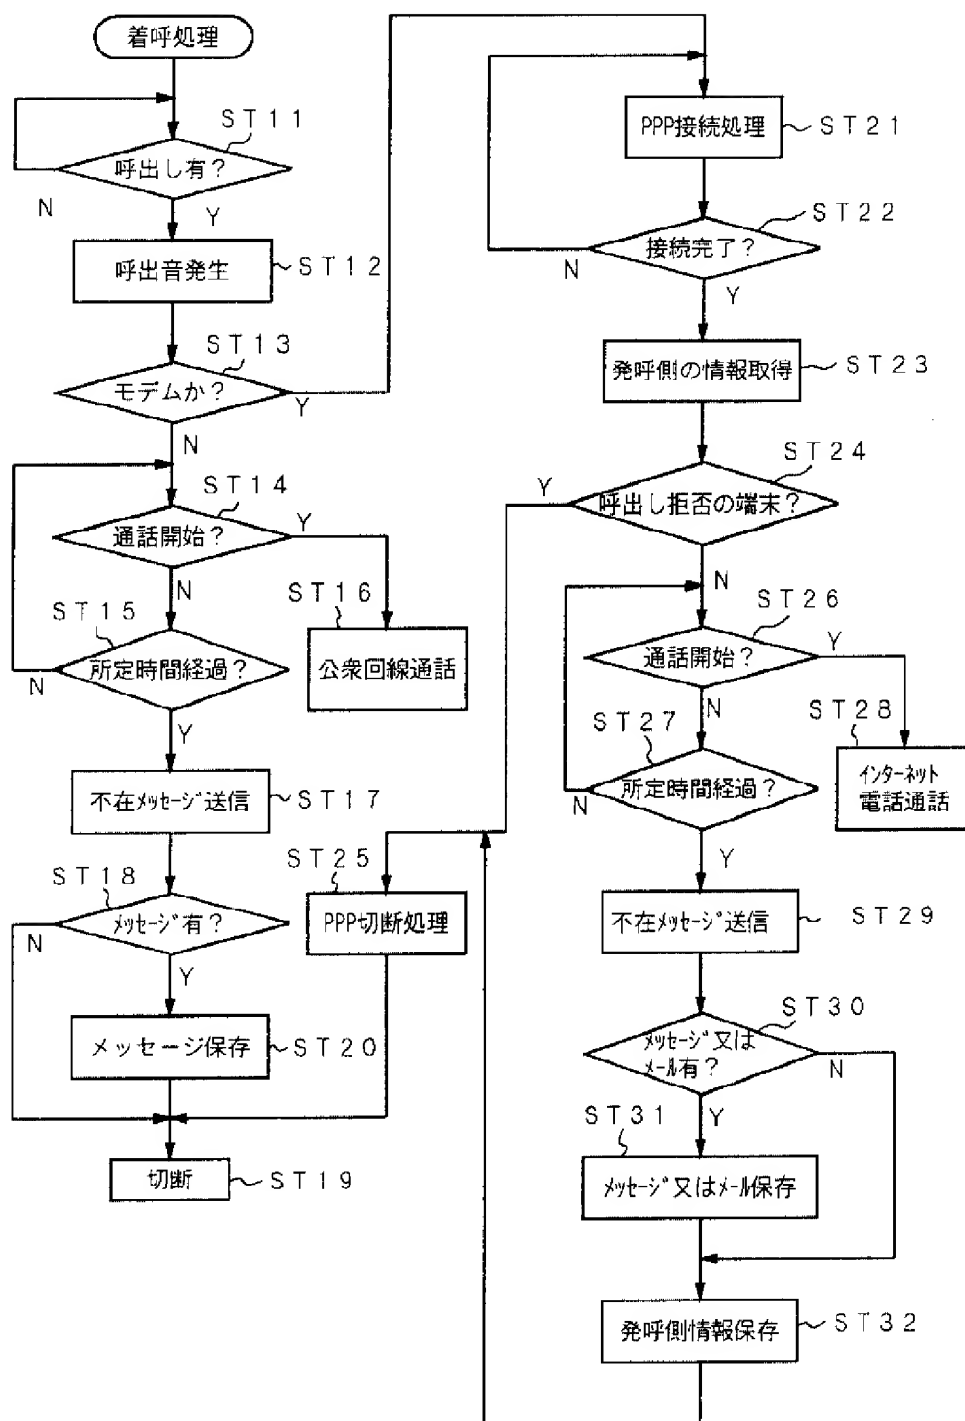 着呼処理
ST11
呼出し有?
N
Y
呼出音発生
ST12
ST13
モデムか?
Y
N
ST14
通話開始?
Y
N
ST15
所定時間経過?
N
Y
ST16
公衆回線通話
不在メッセージ送信
ST17
ST18
メッセージ有?
N
Y
メッセージ保存
ST20
切断
ST19
ST25
PPP切断処理
PPP接続処理
ST21
ST22
接続完了?
N
Y
発呼側の情報取得
ST23
ST24
呼出し拒否の端末?
Y
N
ST26
通話開始?
Y
N
ST27
所定時間経過?
N
Y
ST28
インターネット
電話通話
不在メッセージ送信
ST29
ST30
メッセージ又は
メール有?
N
Y
ST31
メッセージ又はメール保存
発呼側情報保存
ST32